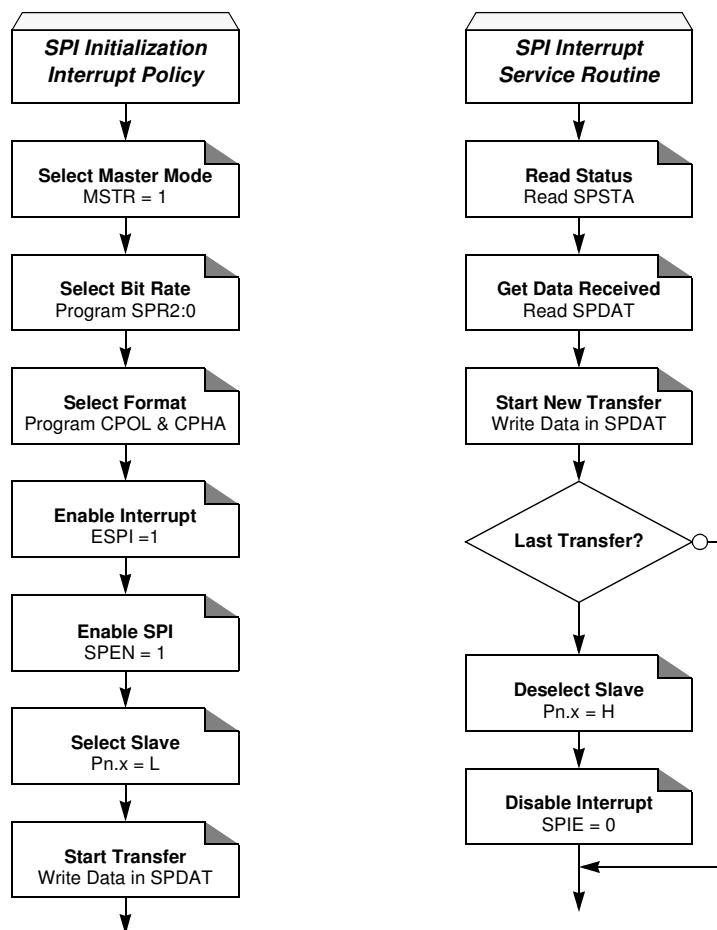 SPI Initialization
Interrupt Policy
Select Master Mode
MSTR = 1
Select Bit Rate
Program SPR2:0
Select Format
Program CPOL & CPHA
Enable Interrupt
ESPI =1
Enable SPI
SPEN = 1
Select Slave
Pn.x = L
Start Transfer
Write Data in SPDAT
SPI Interrupt
Service Routine
Read Status
Read SPSTA
Get Data Received
Read SPDAT
Start New Transfer
Write Data in SPDAT
Last Transfer?
Deselect Slave
Pn.x = H
Disable Interrupt
SPIE = 0